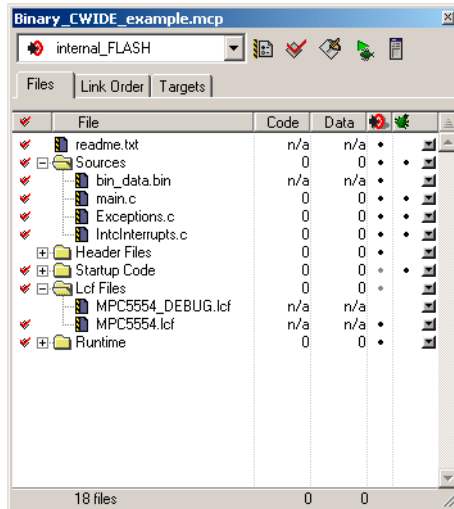 Binary_CWIDE_example.mcp
internal_FLASH
Files Link Order Targets
File Code Data
readme.txt n/a n/a
Sources 0 0
bin_data.bin n/a n/a
main.c 0 0
Exceptions.c 0 0
IntcInterrupts.c 0 0
Header Files 0 0
Startup Code 0 0
Lcf Files 0 0
MPC5554_DEBUG.lcf n/a n/a
MPC5554.lcf n/a n/a
Runtime 0 0
18 files 0 0